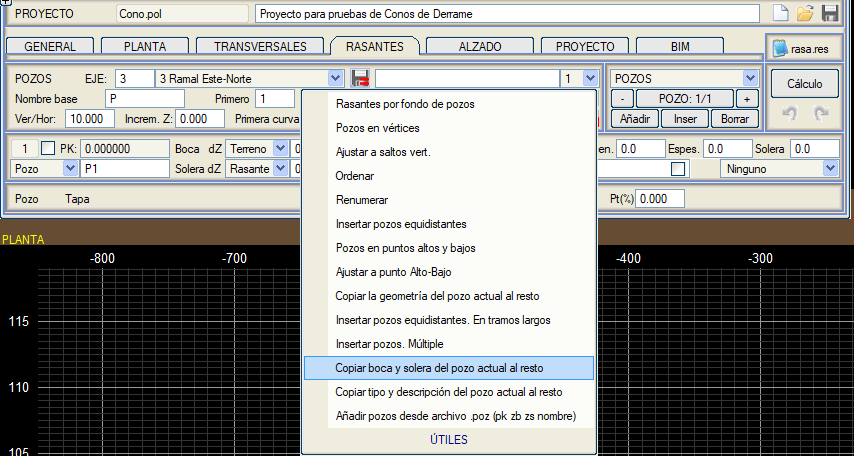 PROYECTO Cono.pol Proyecto para pruebas de Conos de Derrame
GENERAL PLANTA TRANSVERSALES RASANTES ALZADO PROYECTO BIM rasa.res
POZOS EJE: 3 3 Ramal Este-Norte 1 POZOS Cálculo
Nombre base P Primero 1 - POZO: 1/1 +
Ver/Hor: 10.000 Increm. Z: 0.000 Primera curva Añadir Inser Borrar
1 PK: 0.000000 Boca dZ Terreno en. 0.0 Espes. 0.0 Solera 0.0
Pozo P1 Solera dZ Rasante Ninguno
Pozo Tapa Pt(%) 0.000
Rasantes por fondo de pozos
Pozos en vértices
Ajustar a saltos vert.
Ordenar
Renumerar
Insertar pozos equidistantes
Pozos en puntos altos y bajos
Ajustar a punto Alto-Bajo
Copiar la geometría del pozo actual al resto
Insertar pozos equidistantes. En tramos largos
Insertar pozos. Múltiple
Copiar boca y solera del pozo actual al resto
Copiar tipo y descripción del pozo actual al resto
Añadir pozos desde archivo .poz (pk zb zs nombre)
ÚTILES
PLANTA
-800 -700 -400 -300
115
110
105